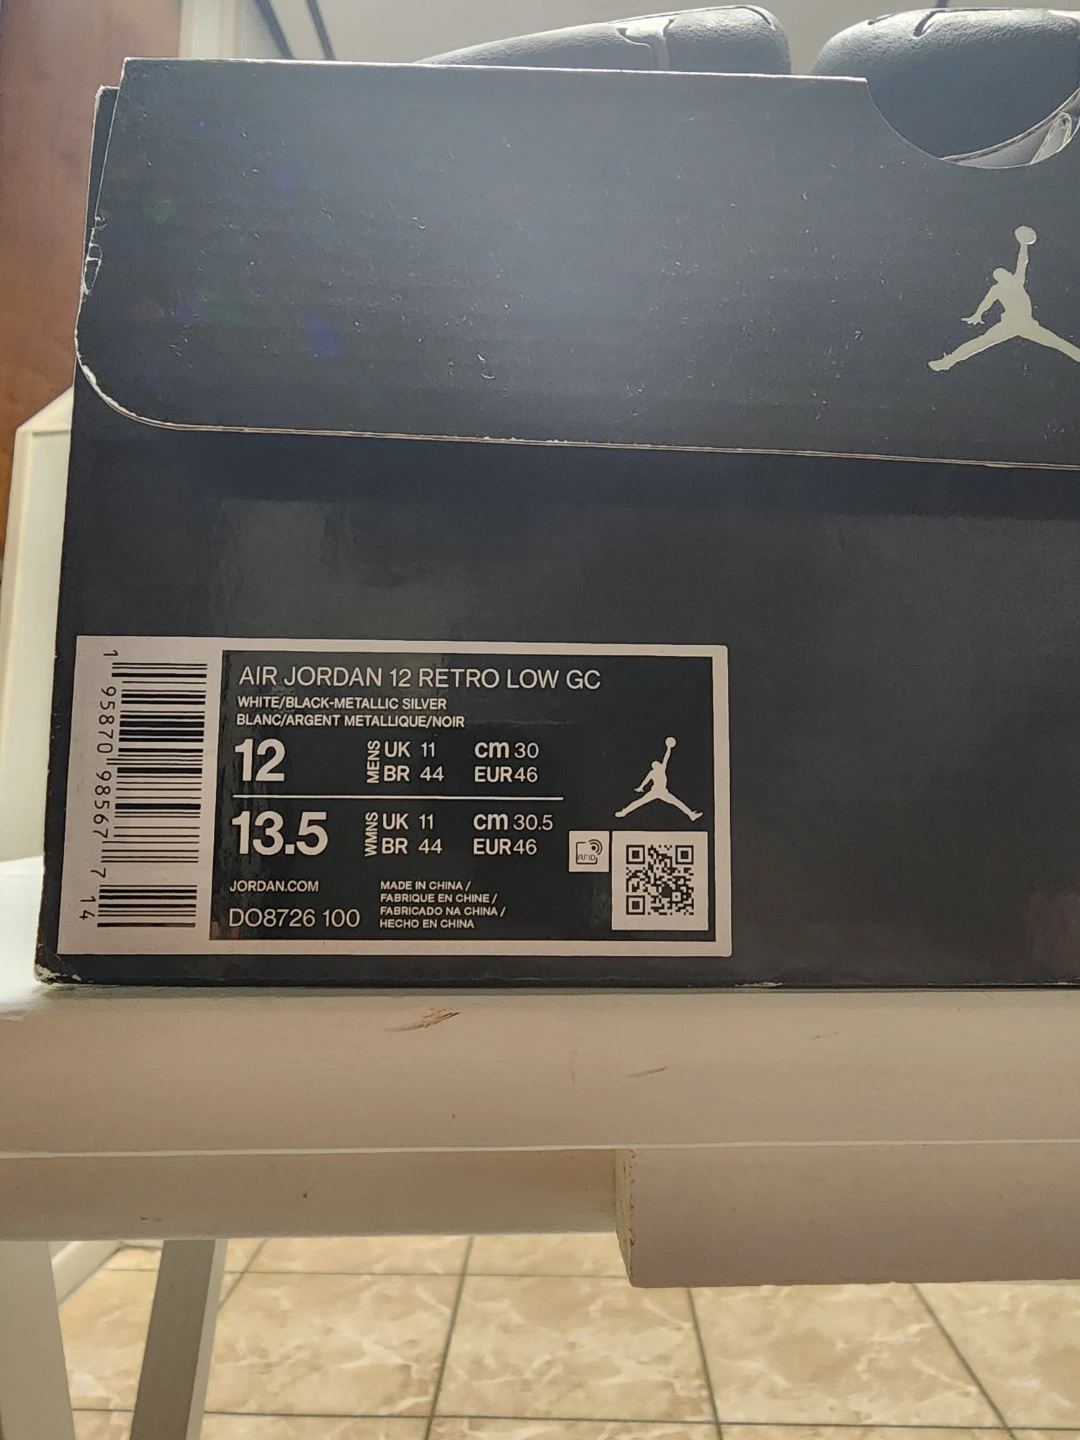 AIR JORDAN 12 RETRO LOW GC
WHITE/BLACK-METALLIC SILVER
BLANC/ARGENT METALLIQUE/NOIR
12 MENS UK 11 cm 30
BR 44 EUR 46
13.5 WMNS UK 11 cm 30.5
BR 44 EUR 46
RFID
JORDAN.COM
DO8726 100
MADE IN CHINA /
FABRIQUE EN CHINE /
FABRICADO NA CHINA /
HECHO EN CHINA
1 95870 98567 7
14